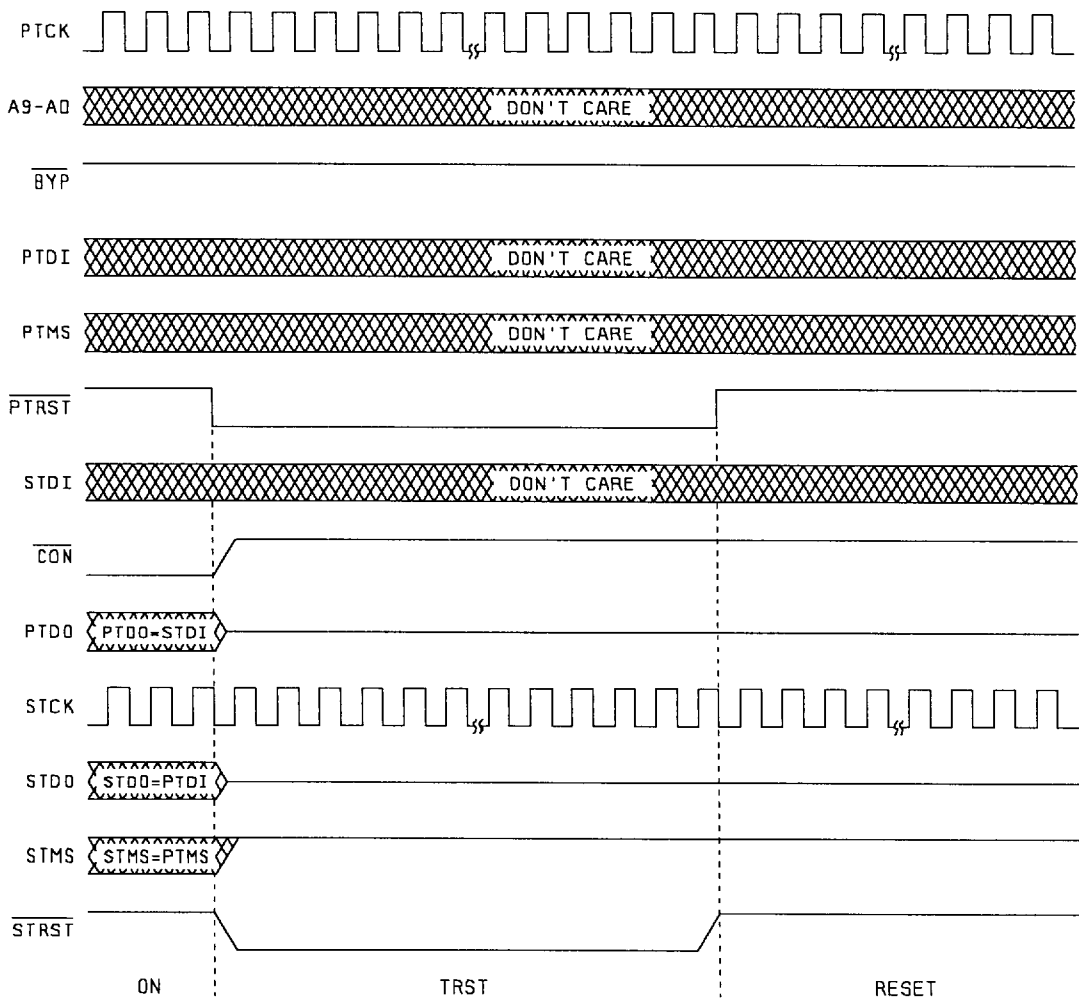 PTCK
A9-A0
DON'T CARE
BYP
PTDI
DON'T CARE
PTMS
DON'T CARE
PTRST
STDI
DON'T CARE
CON
PTDO
PTDO=STDI
STCK
STDO
STDO=PTDI
STMS
STMS=PTMS
STRST
ON TRST RESET